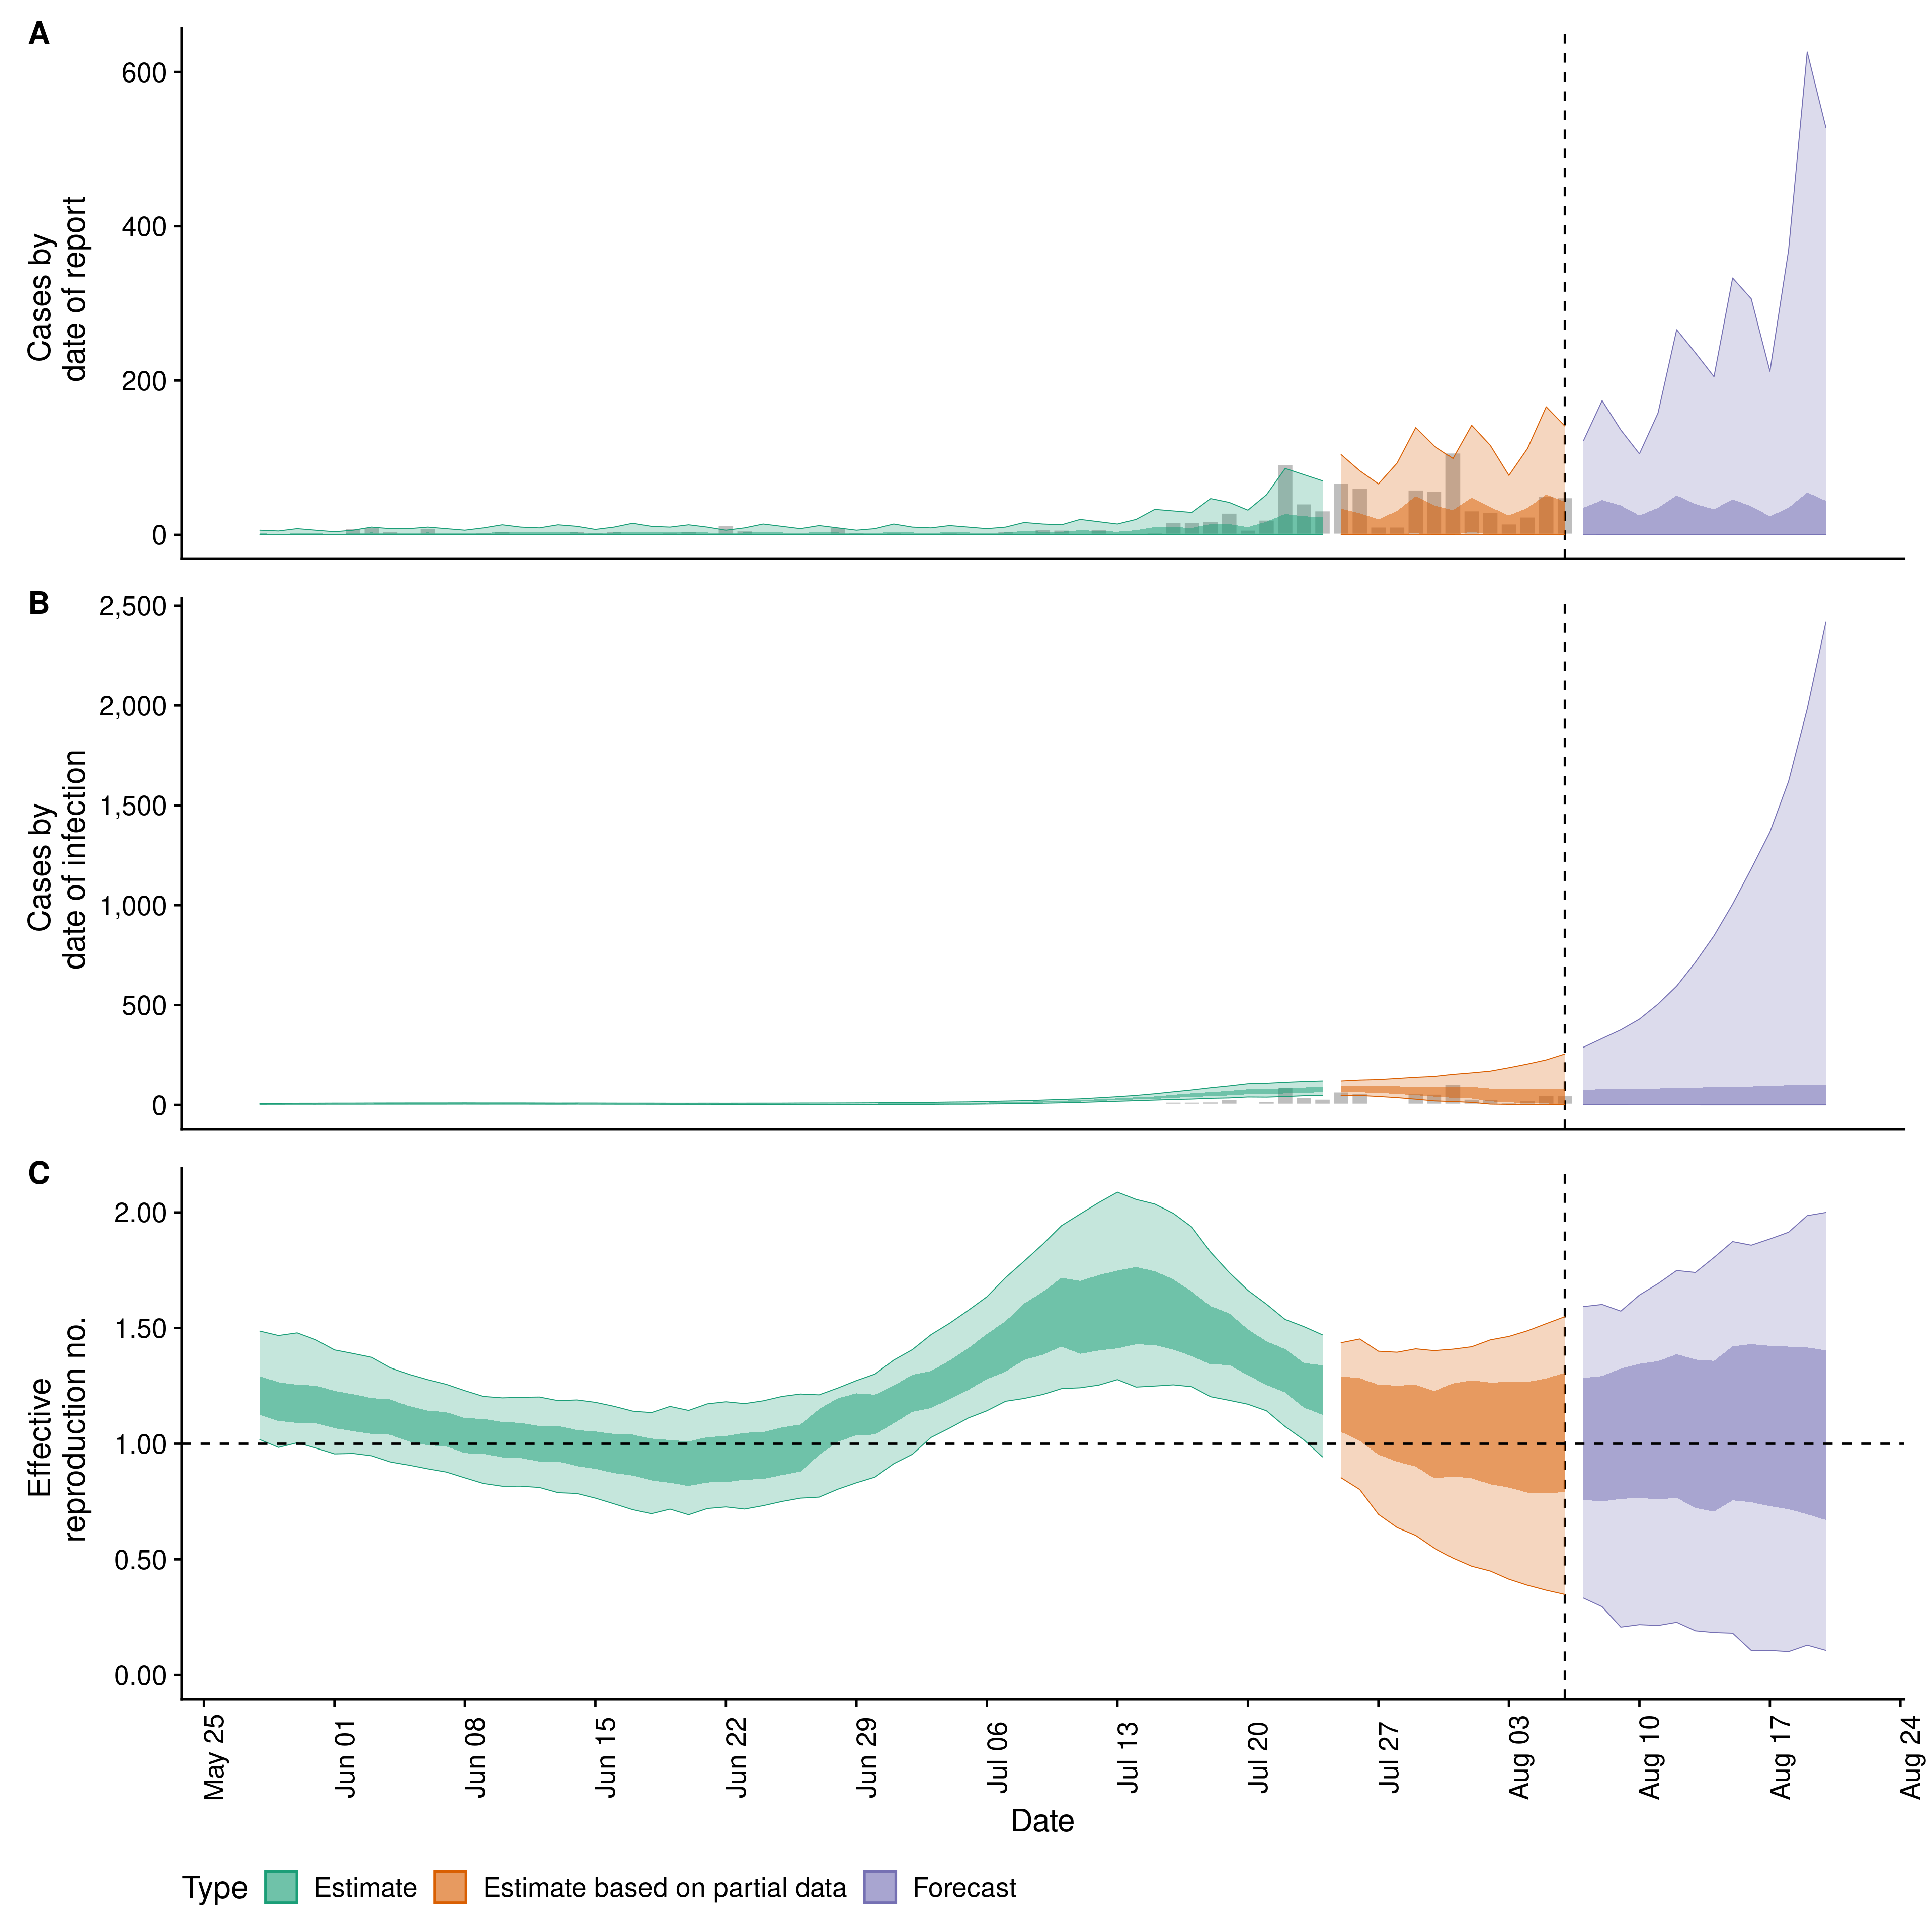 A
Cases by
date of report
600
400
200
0
B
Cases by
date of infection
2,500
2,000
1,500
1,000
500
0
C
Effective
reproduction no.
2.00
1.50
1.00
0.50
0.00
May 25
Jun 01
Jun 08
Jun 15
Jun 22
Jun 29
Jul 06
Jul 13
Jul 20
Jul 27
Aug 03
Aug 10
Aug 17
Aug 24
Date
Type Estimate Estimate based on partial data Forecast